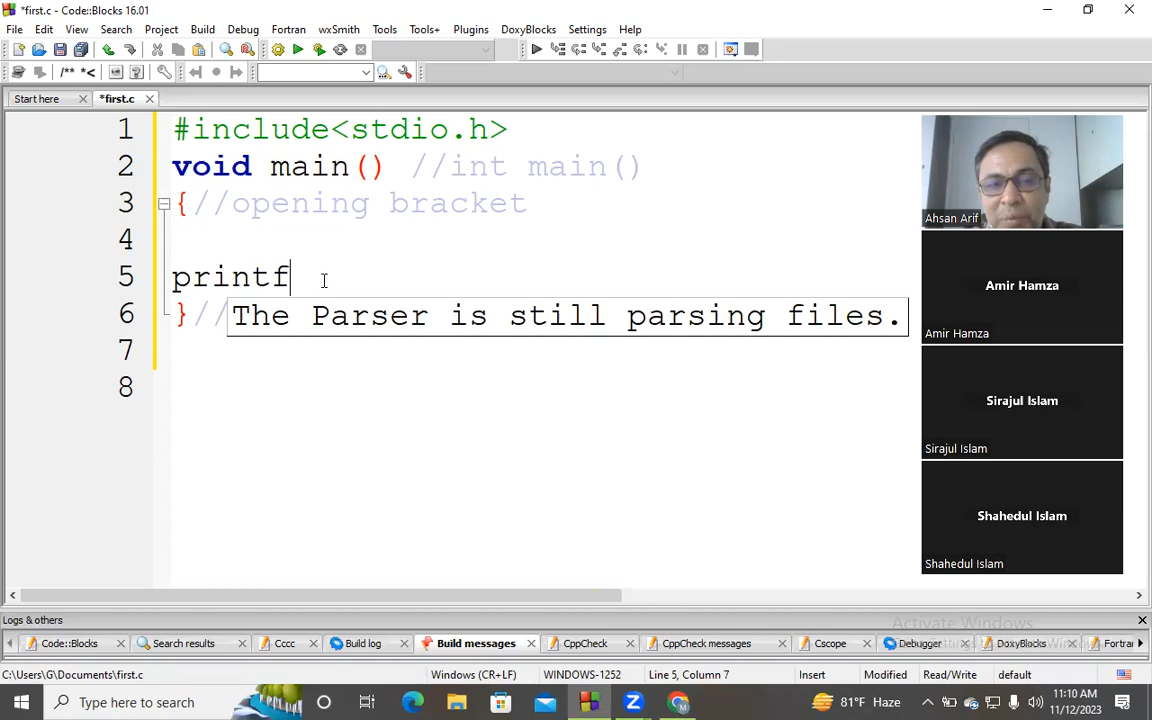 *first.c - Code::Blocks 16.01
File Edit View Search Project Build Debug Fortran wxSmith Tools Tools+ Plugins DoxyBlocks Settings Help
/** *<
Start here *first.c
1 #include<stdio.h>
2 void main() //int main()
3 {//opening bracket
4
5 printf
6 }//
The Parser is still parsing files.
7
8
Ahsan Arif
Amir Hamza
Amir Hamza
Sirajul Islam
Sirajul Islam
Shahedul Islam
Shahedul Islam
Logs & others
Activate Windows
Code::Blocks Search results Cccc Build log Build messages CppCheck CppCheck messages Cscope Debugger DoxyBlocks Fortra
C:\Users\G\Documents\first.c Windows (CR+LF) WINDOWS-1252 Line 5, Column 7 Insert Modified Read/Write default
Type here to search 81°F Haze 11:10 AM
11/12/2023